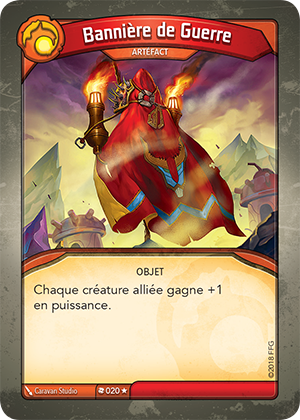 Bannière de Guerre
ARTEFACT
OBJET
Chaque créature alliée gagne +1
en puissance.
©2018 FFG
Caravan Studio
020★